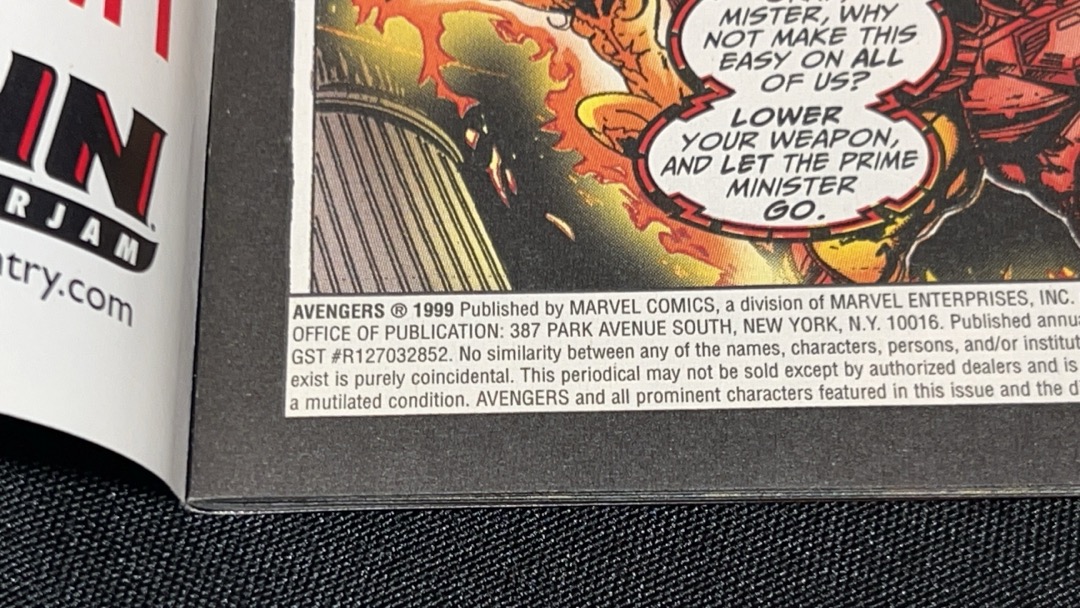 MISTER, WHY
NOT MAKE THIS
EASY ON ALL
OF US?
LOWER
YOUR WEAPON,
AND LET THE PRIME
MINISTER
GO.
IN
RJAM
try.com
AVENGERS ® 1999 Published by MARVEL COMICS, a division of MARVEL ENTERPRISES, INC.
OFFICE OF PUBLICATION: 387 PARK AVENUE SOUTH, NEW YORK, N.Y. 10016. Published annu
GST #R127032852. No similarity between any of the names, characters, persons, and/or institut
exist is purely coincidental. This periodical may not be sold except by authorized dealers and is
a mutilated condition. AVENGERS and all prominent characters featured in this issue and the d